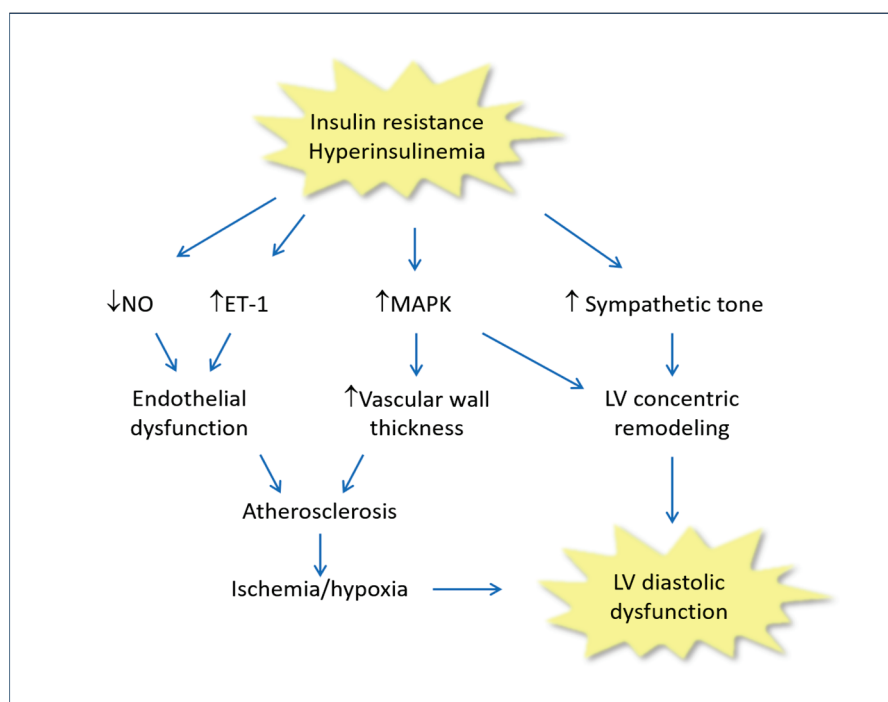 Insulin resistance
Hyperinsulinemia
↓NO
↑ET-1
↑MAPK
↑ Sympathetic tone
Endothelial
dysfunction
↑Vascular wall
thickness
LV concentric
remodeling
Atherosclerosis
Ischemia/hypoxia
LV diastolic
dysfunction